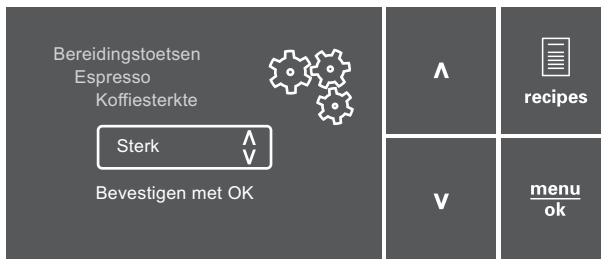 Bereidingstoetsen
Espresso
Koffiesterkte
Sterk
Bevestigen met OK
recipes
menu
ok